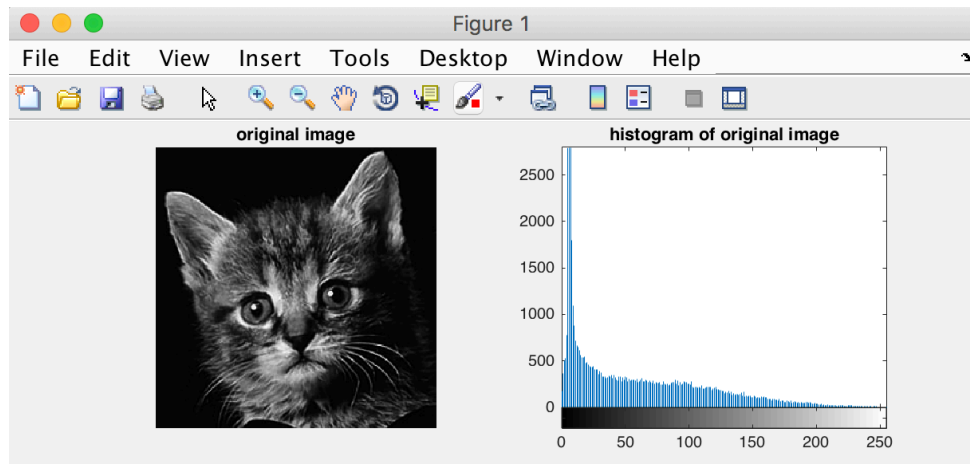 Figure 1
File Edit View Insert Tools Desktop Window Help
original image
histogram of original image
2500
2000
1500
1000
500
0
0 50 100 150 200 250